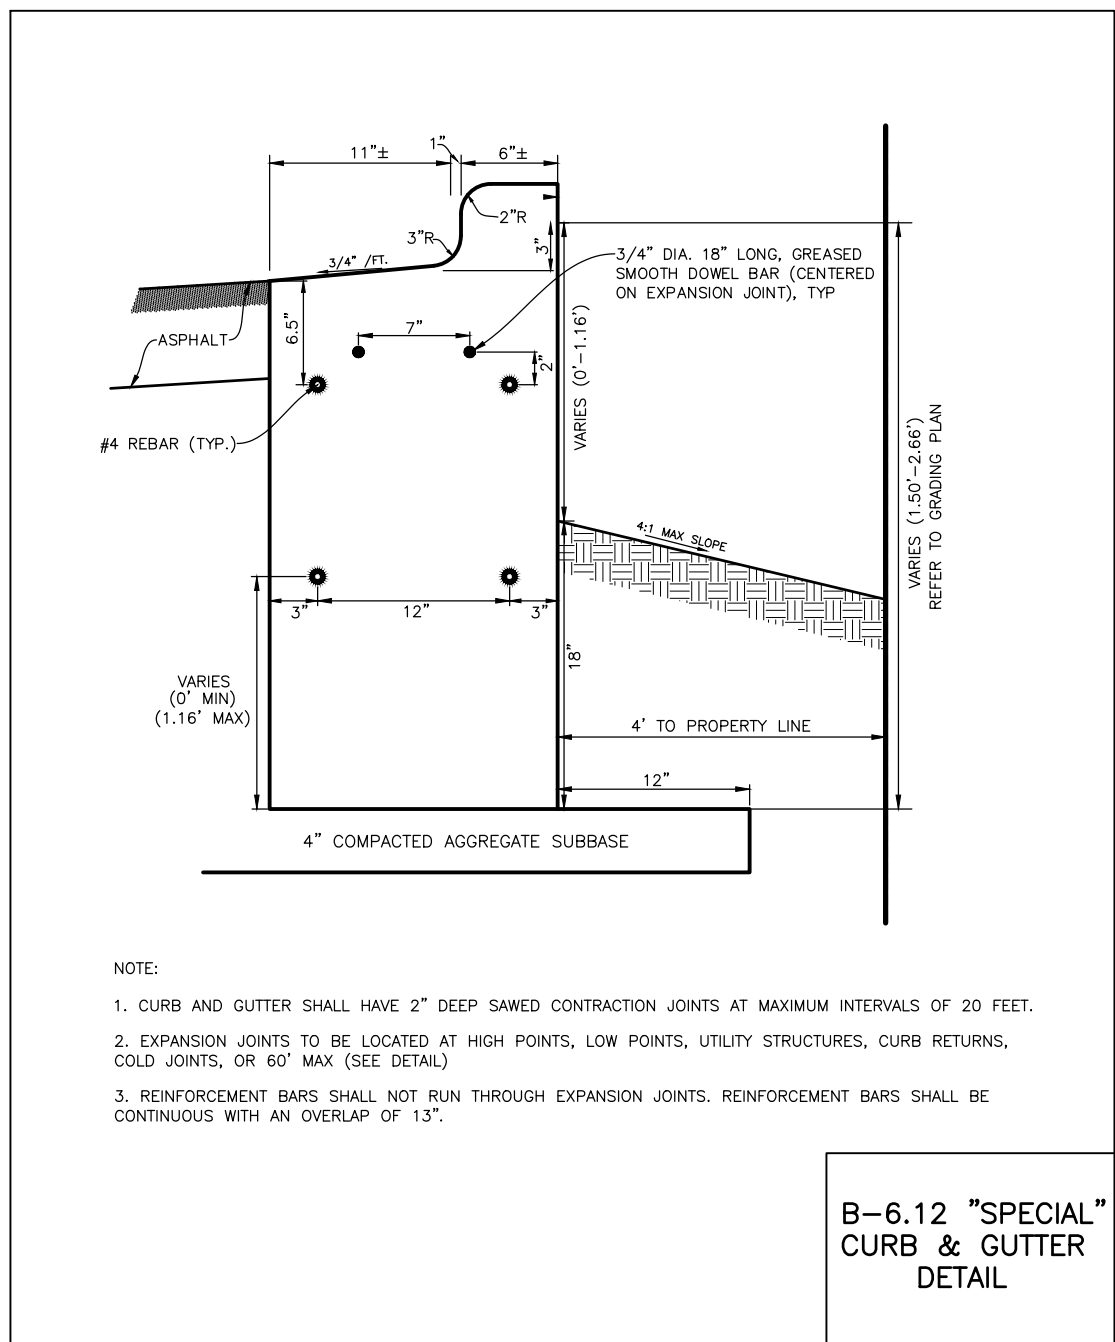 1"
11"±
6"±
2"R
3"R
3"
3/4" /FT.
3/4" DIA. 18" LONG, GREASED
SMOOTH DOWEL BAR (CENTERED
ON EXPANSION JOINT), TYP
6.5"
7"
ASPHALT
2"
VARIES (0'-1.16')
#4 REBAR (TYP.)
VARIES (1.50'-2.66')
REFER TO GRADING PLAN
4:1 MAX SLOPE
3"
12"
3"
18"
VARIES
(0' MIN)
(1.16' MAX)
4' TO PROPERTY LINE
12"
4" COMPACTED AGGREGATE SUBBASE
NOTE:
1. CURB AND GUTTER SHALL HAVE 2" DEEP SAWED CONTRACTION JOINTS AT MAXIMUM INTERVALS OF 20 FEET.
2. EXPANSION JOINTS TO BE LOCATED AT HIGH POINTS, LOW POINTS, UTILITY STRUCTURES, CURB RETURNS,
COLD JOINTS, OR 60' MAX (SEE DETAIL)
3. REINFORCEMENT BARS SHALL NOT RUN THROUGH EXPANSION JOINTS. REINFORCEMENT BARS SHALL BE
CONTINUOUS WITH AN OVERLAP OF 13".
B-6.12 "SPECIAL"
CURB & GUTTER
DETAIL